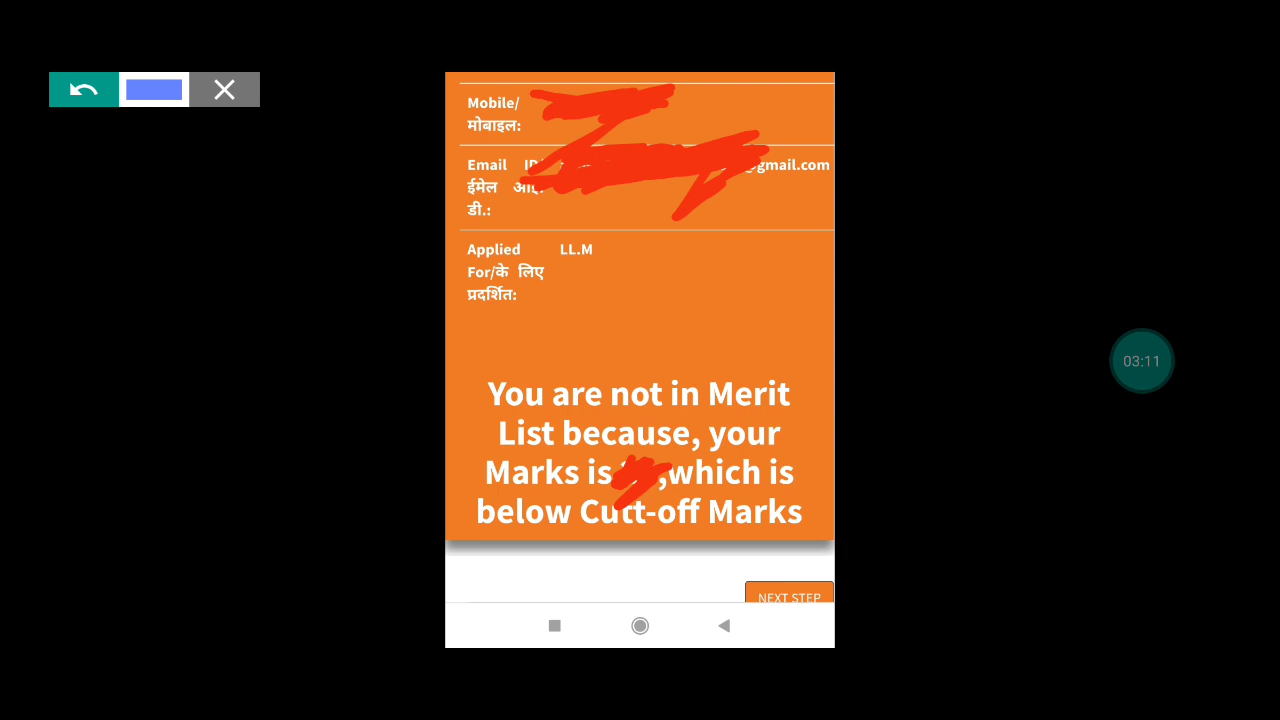 Mobile/
मोबाइल:
Email @gmail.com
ईमेल
डी.:
Applied LL.M
For/के लिए
प्रदर्शित:
03:11
You are not in Merit
List because, your
Marks is ,which is
below Cutt-off Marks
NEXT STEP